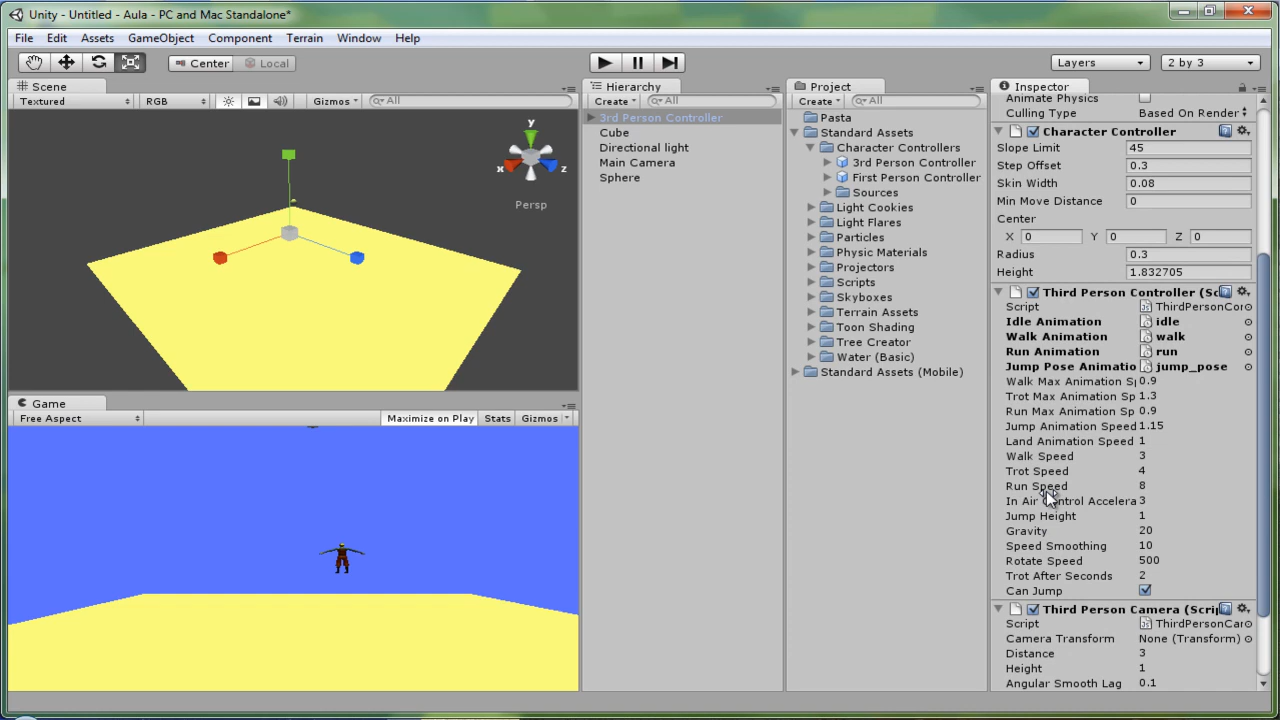 Unity - Untitled - Aula - PC and Mac Standalone*
File Edit Assets GameObject Component Terrain Window Help
Center Local Layers 2 by 3
Scene
Textured RGB Gizmos All
y
x z
Persp
Game
Free Aspect Maximize on Play Stats Gizmos
Hierarchy
Create All
3rd Person Controller
Cube
Directional light
Main Camera
Sphere
Project
Create All
Pasta
Standard Assets
Character Controllers
3rd Person Controller
First Person Controller
Sources
Light Cookies
Light Flares
Particles
Physic Materials
Projectors
Scripts
Skyboxes
Terrain Assets
Toon Shading
Tree Creator
Water (Basic)
Standard Assets (Mobile)
Inspector
Animate Physics
Culling Type Based On Render
Character Controller
Slope Limit 45
Step Offset 0.3
Skin Width 0.08
Min Move Distance 0
Center
X 0 Y 0 Z 0
Radius 0.3
Height 1.832705
Third Person Controller (Sc
Script ThirdPersonCor
Idle Animation idle
Walk Animation walk
Run Animation run
Jump Pose Animatio jump_pose
Walk Max Animation Sp 0.9
Trot Max Animation Sp 1.3
Run Max Animation Sp 0.9
Jump Animation Speed 1.15
Land Animation Speed 1
Walk Speed 3
Trot Speed 4
Run Speed 8
In Air Control Accelera 3
Jump Height 1
Gravity 20
Speed Smoothing 10
Rotate Speed 500
Trot After Seconds 2
Can Jump
Third Person Camera (Scrip
Script ThirdPersonCar
Camera Transform None (Transform)
Distance 3
Height 1
Angular Smooth Lag 0.1